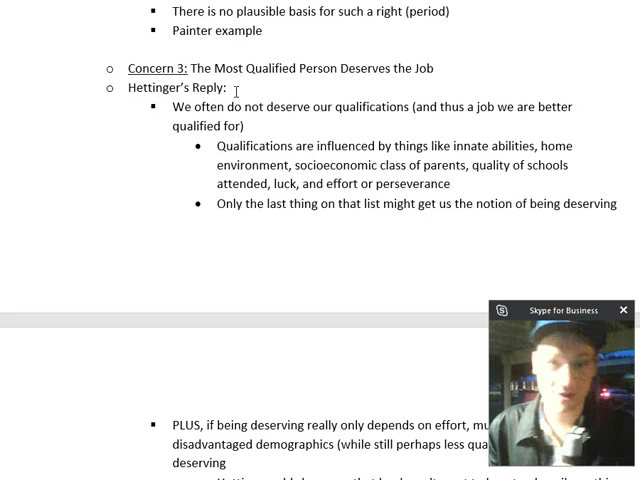 ▪ There is no plausible basis for such a right (period)
▪ Painter example
o Concern 3: The Most Qualified Person Deserves the Job
o Hettinger's Reply:
▪ We often do not deserve our qualifications (and thus a job we are better
qualified for)
• Qualifications are influenced by things like innate abilities, home
environment, socioeconomic class of parents, quality of schools
attended, luck, and effort or perseverance
• Only the last thing on that list might get us the notion of being deserving
Skype for Business
▪ PLUS, if being deserving really only depends on effort,
disadvantaged demographics (while still perhaps less
deserving